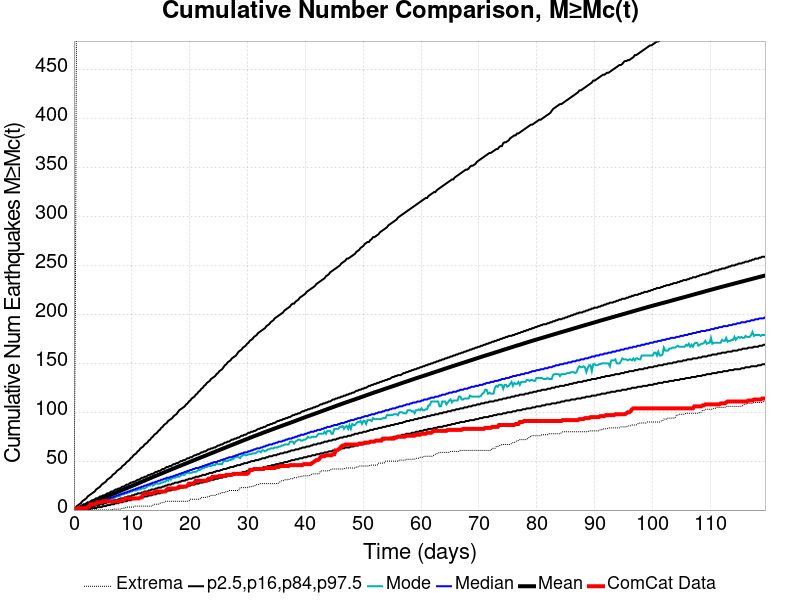 Cumulative Number Comparison, M≥Mc(t)
Cumulative Num Earthquakes M≥Mc(t)
450
400
350
300
250
200
150
100
50
0
0 10 20 30 40 50 60 70 80 90 100 110
Time (days)
Extrema p2.5,p16,p84,p97.5 Mode Median Mean ComCat Data